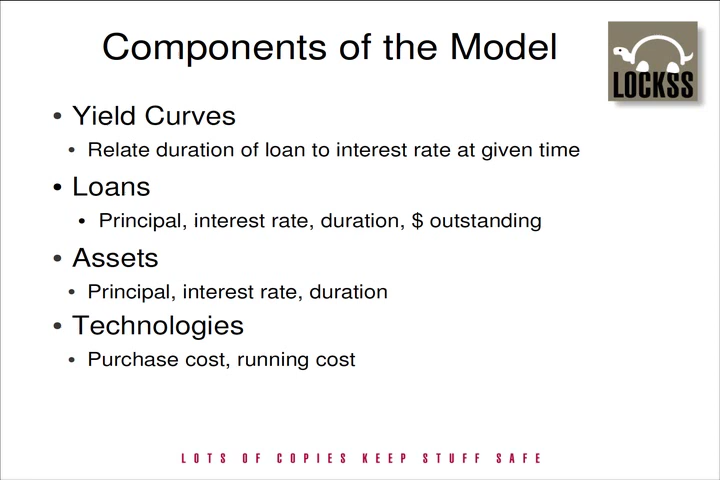 Components of the Model
LOCKSS
• Yield Curves
• Relate duration of loan to interest rate at given time
• Loans
• Principal, interest rate, duration, $ outstanding
• Assets
• Principal, interest rate, duration
• Technologies
• Purchase cost, running cost
LOTS OF COPIES KEEP STUFF SAFE